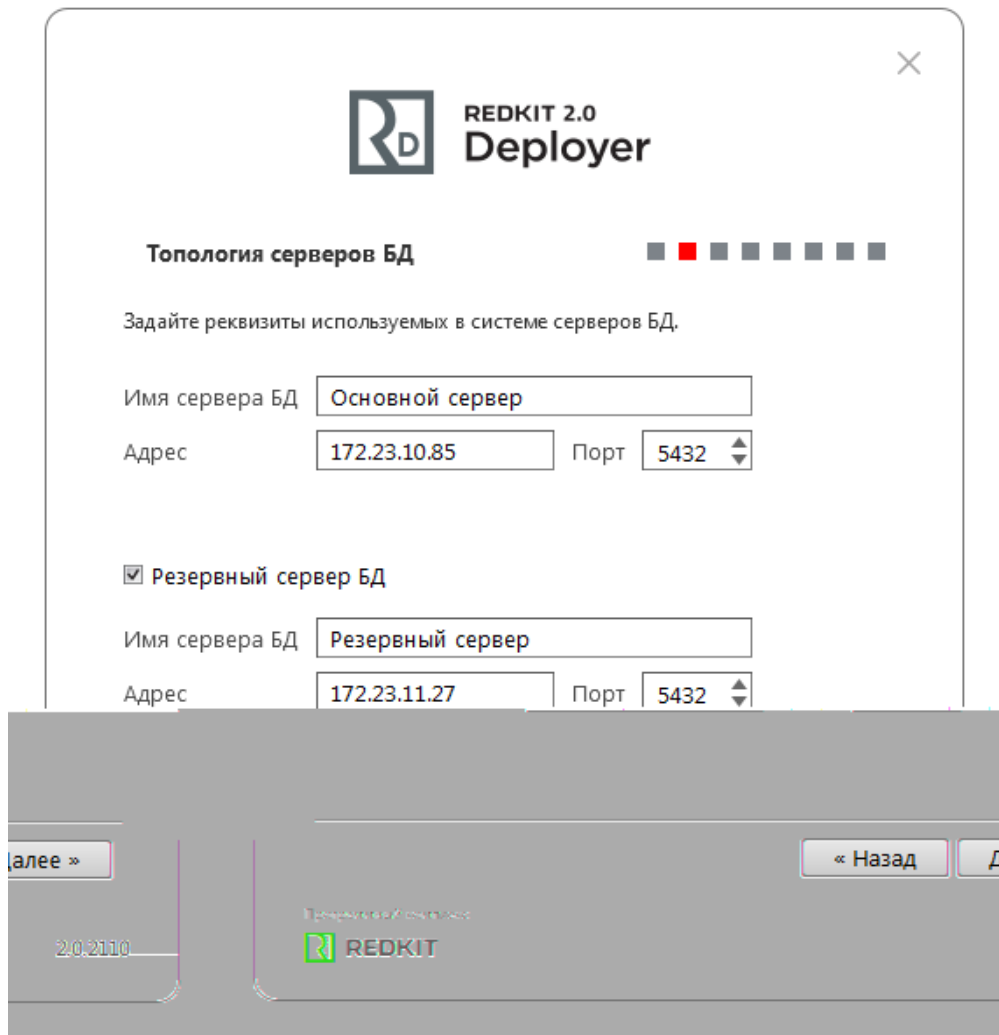 REDKIT 2.0
Deployer
Топология серверов БД
Задайте реквизиты используемых в системе серверов БД.
Имя сервера БД Основной сервер
Адрес 172.23.10.85 Порт 5432
Резервный сервер БД
Имя сервера БД Резервный сервер
Адрес 172.23.11.27 Порт 5432
алее »
« Назад
Д
2.0.2110
REDKIT